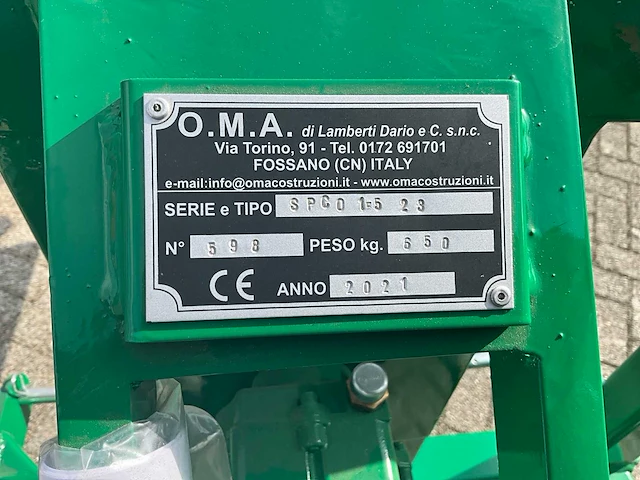 O.M.A. di Lamberti Dario e C. s.n.c.
Via Torino, 91 - Tel. 0172 691701
FOSSANO (CN) ITALY
e-mail:info@omacostruzioni.it - www.omacostruzioni.it
SERIE e TIPO SPCO 1=5 23
N° 598 PESO kg. 650
CE ANNO 2021